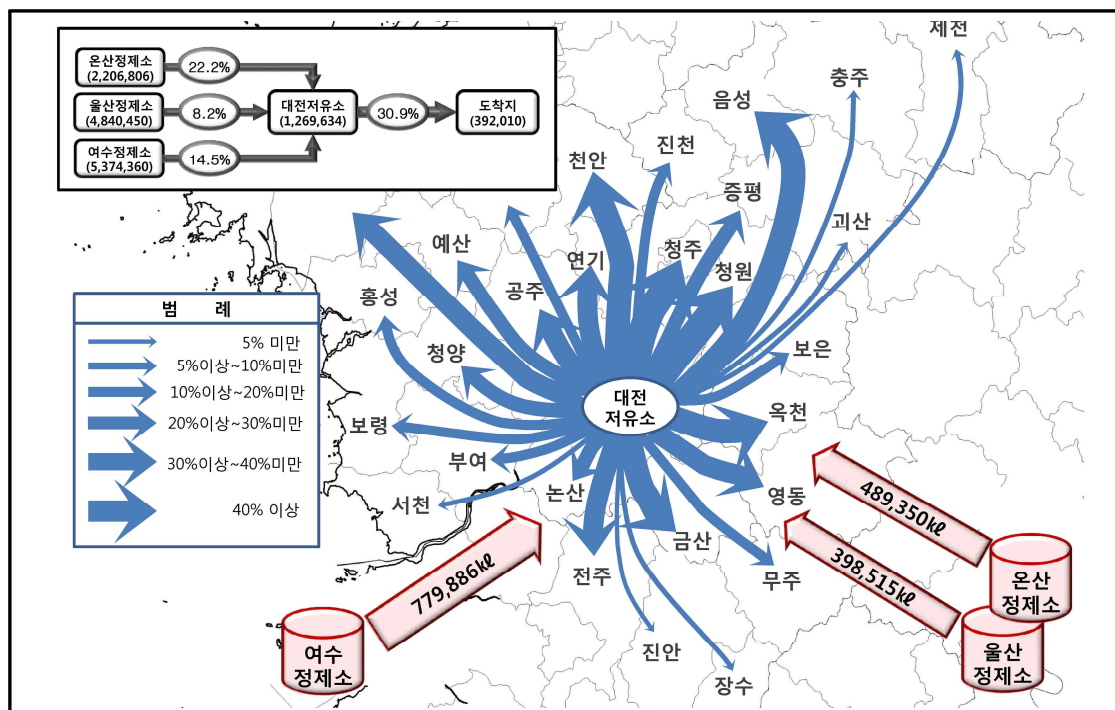 온산정제소
(2,206,806)
22.2%
울산정제소
(4,840,450)
8.2%
대전저유소
(1,269,634)
30.9%
도착지
(392,010)
여수정제소
(5,374,360)
14.5%
제천
충주
음성
진천
천안
증평
괴산
예산
연기
청주
청원
공주
홍성
범 례
5% 미만
5%이상~10%미만
10%이상~20%미만
20%이상~30%미만
30%이상~40%미만
40% 이상
청양
보은
대전
저유소
옥천
보령
부여
논산
영동
서천
금산
전주
무주
진안
장수
489,350㎘
398,515㎘
779,886㎘
온산
정제소
울산
정제소
여수
정제소